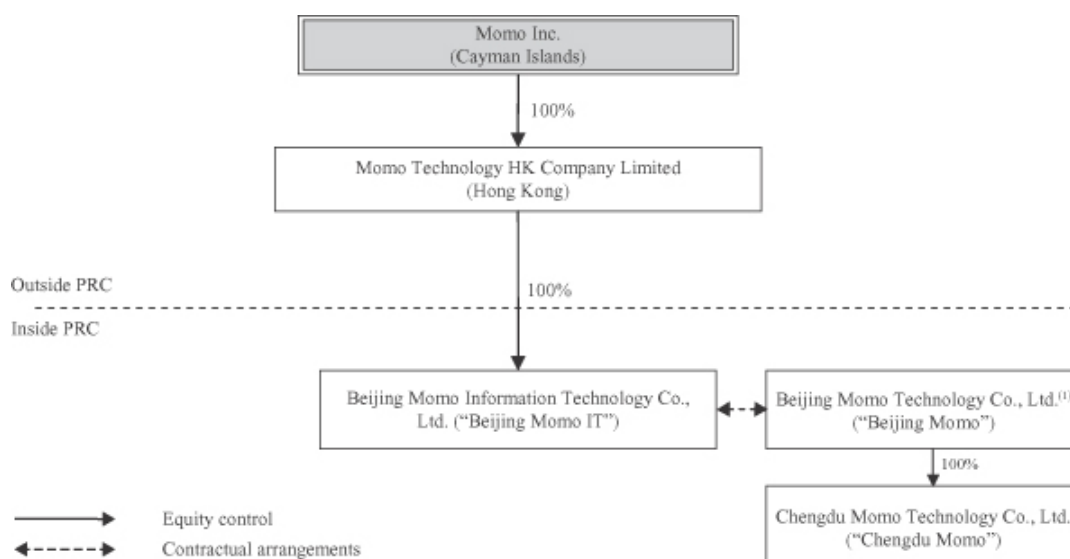 Momo Inc.
(Cayman Islands)
100%
Momo Technology HK Company Limited
(Hong Kong)
Outside PRC
100%
Inside PRC
Beijing Momo Information Technology Co.,
Ltd. (“Beijing Momo IT”)
Beijing Momo Technology Co., Ltd.(1)
(“Beijing Momo”)
100%
Chengdu Momo Technology Co., Ltd.
(“Chengdu Momo”)
Equity control
Contractual arrangements